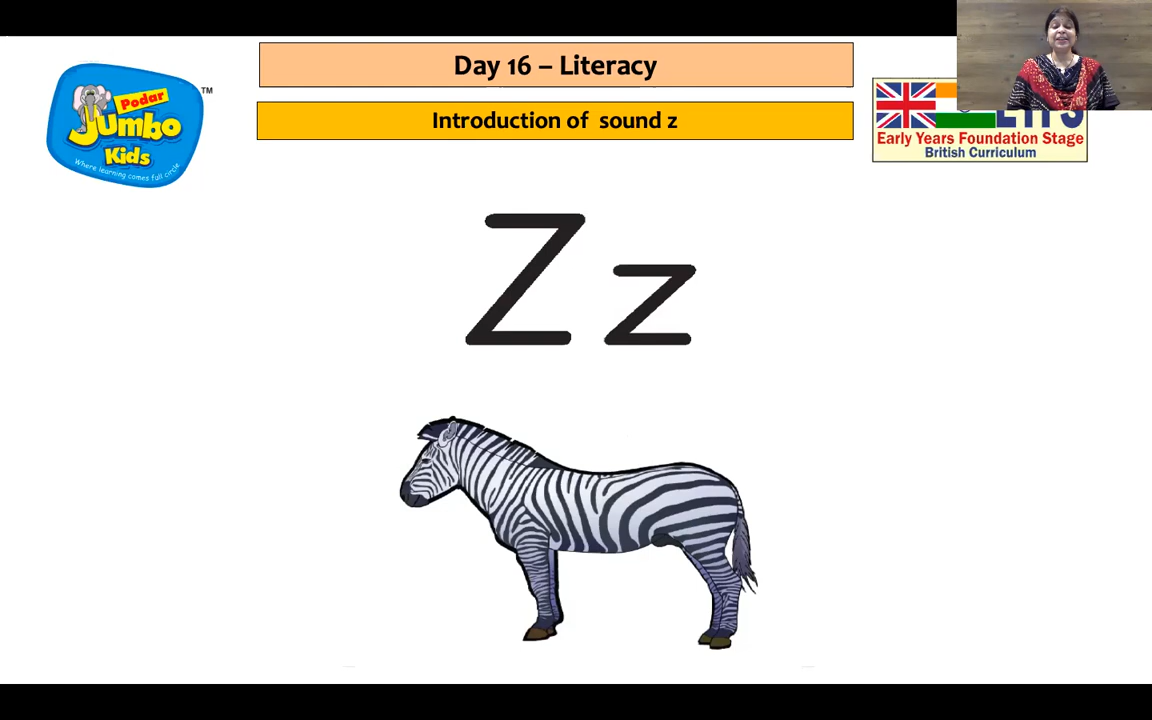 Day 16 – Literacy
Introduction of sound z
Podar
Jumbo
Kids
TM
Where learning comes full circle
Early Years Foundation Stage
British Curriculum
Z z